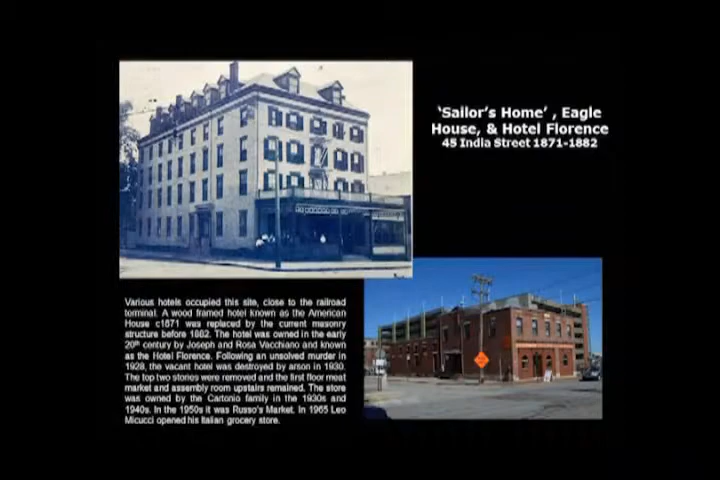 ‘Sailor's Home’ , Eagle
House, & Hotel Florence
45 India Street 1871-1882
Various hotels occupied this site, close to the railroad
terminal. A wood framed hotel known as the American
House c1871 was replaced by the current masonry
structure before 1882. The hotel was owned in the early
20th century by Joseph and Rosa Vacchiano and known
as the Hotel Florence. Following an unsolved murder in
1928, the vacant hotel was destroyed by arson in 1930.
The top two stories were removed and the first floor meat
market and assembly room upstairs remained. The store
was owned by the Cartonio family in the 1930s and
1940s. In the 1950s it was Russo's Market. In 1965 Leo
Micucci opened his Italian grocery store.